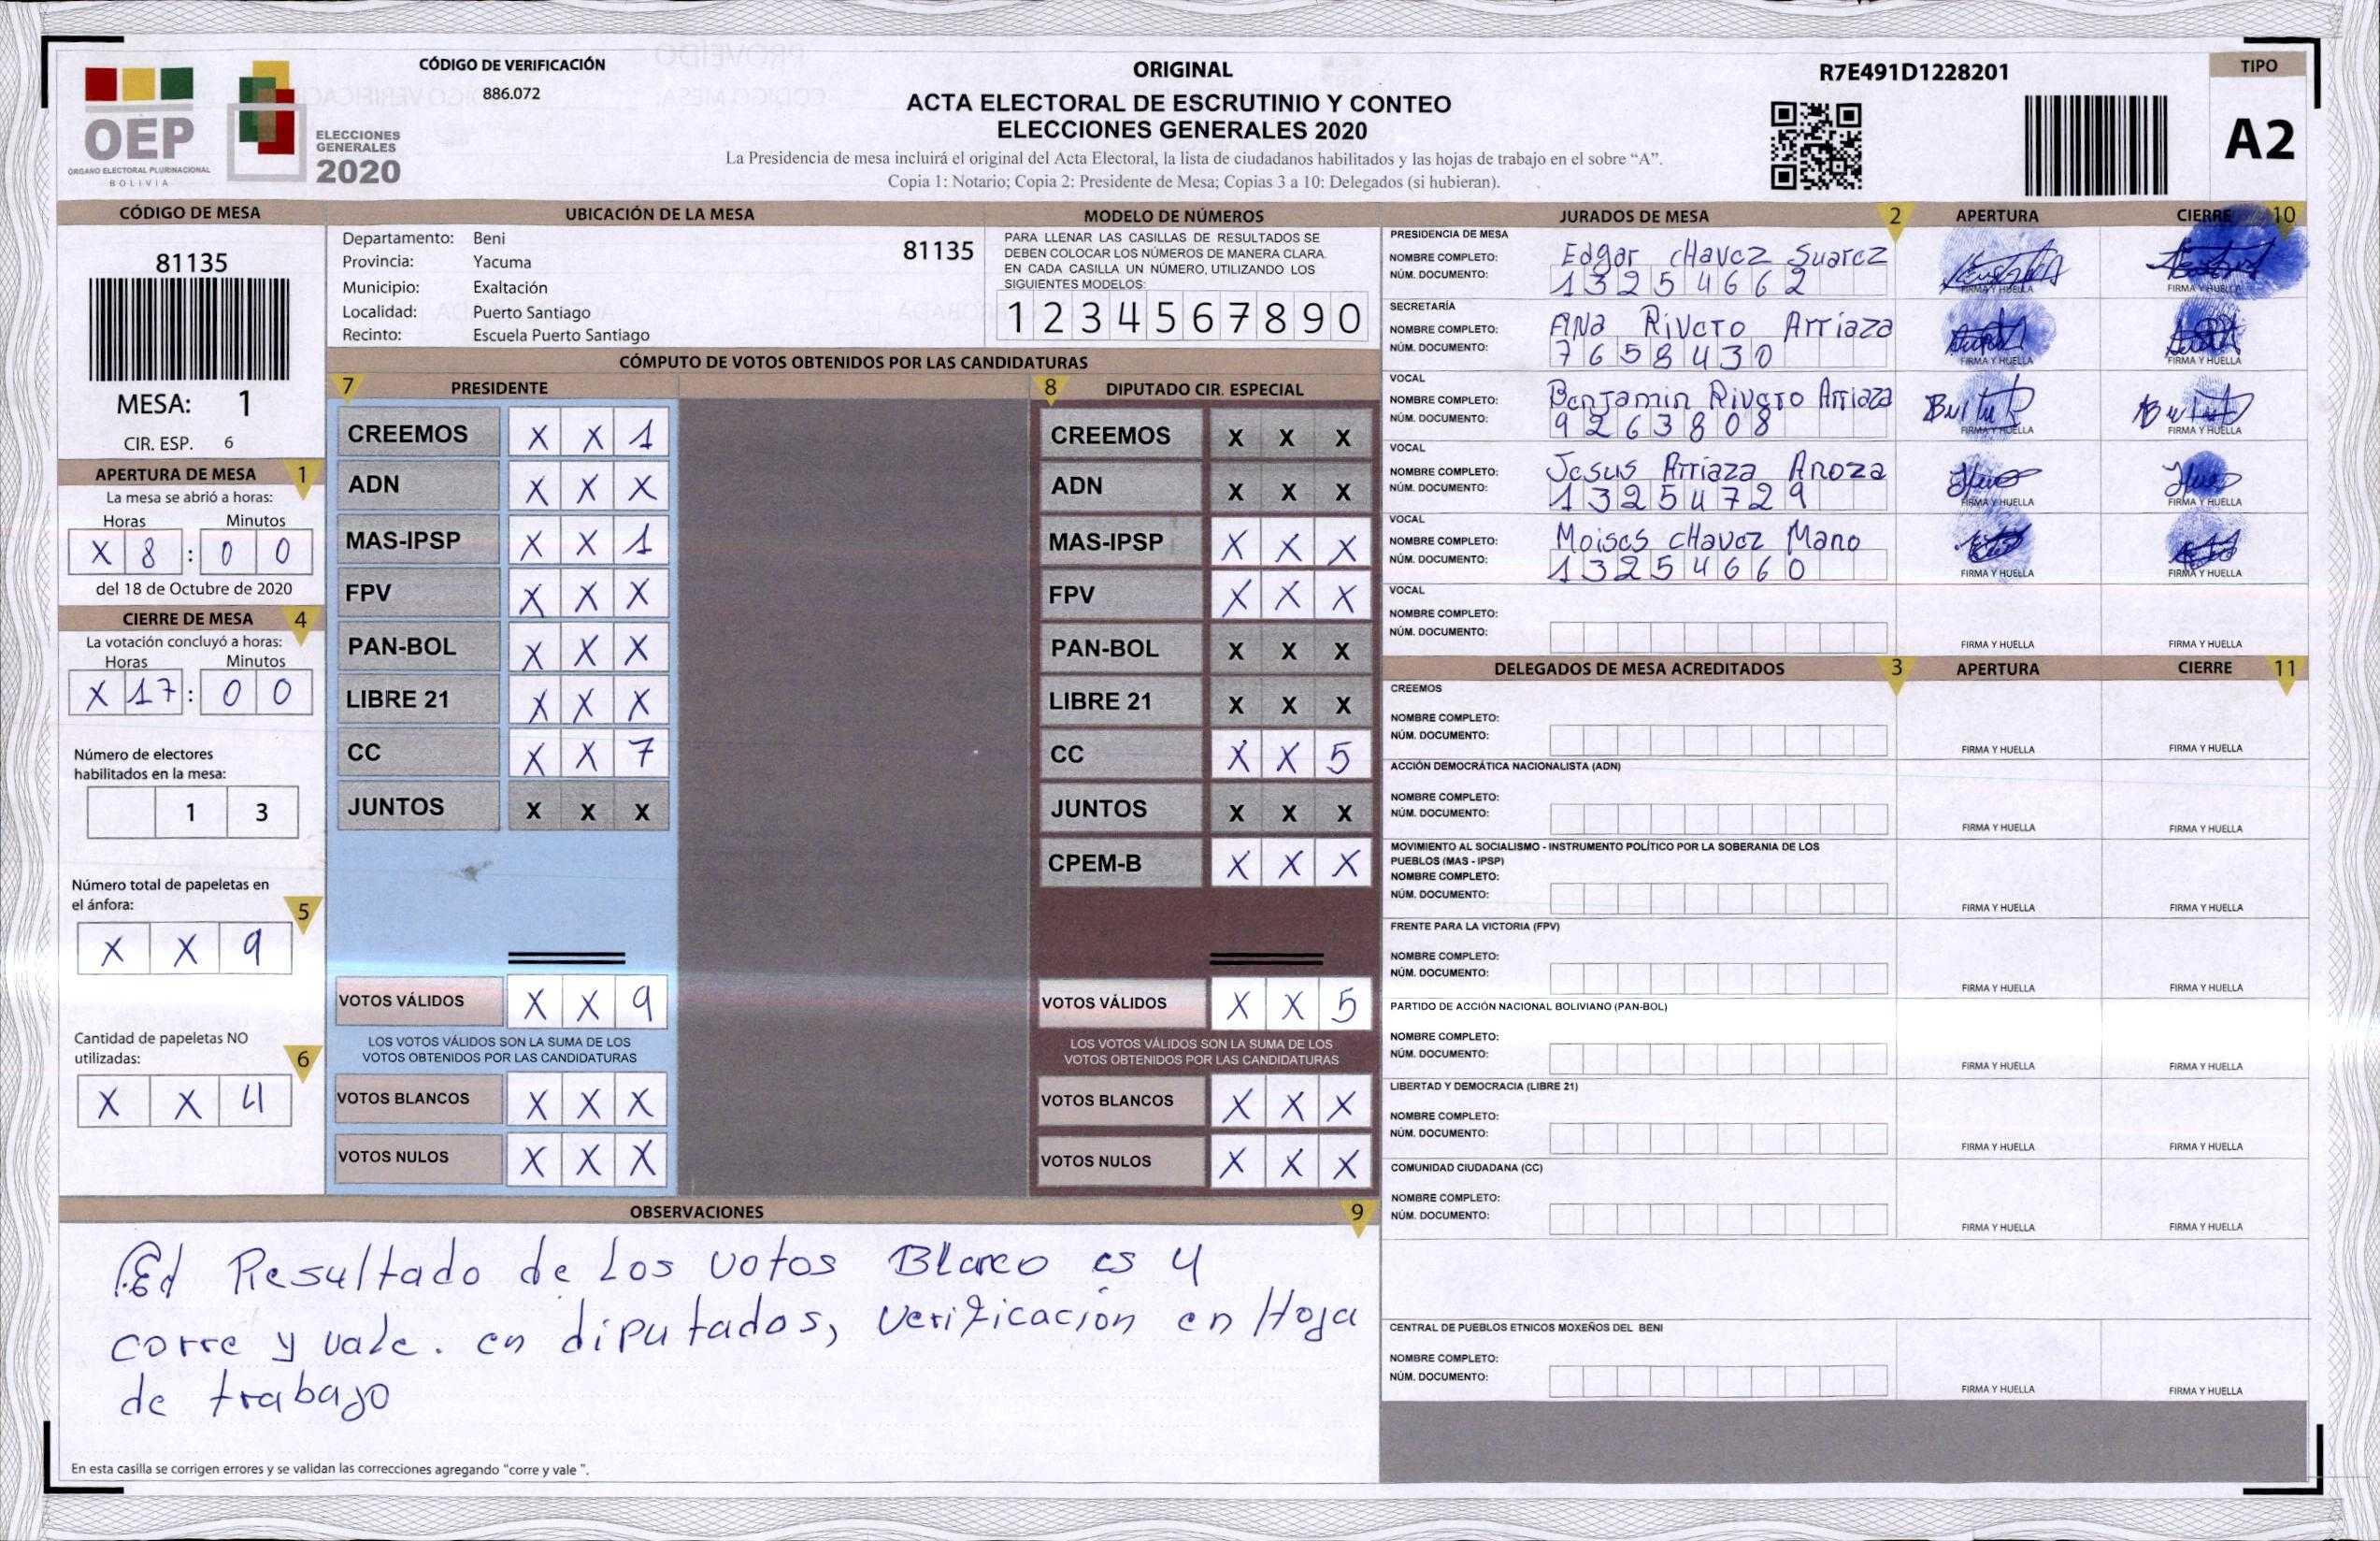 CÓDIGO DE VERIFICACIÓN
886.072
OEP
ÓRGANO ELECTORAL PLURINACIONAL
BOLIVIA
ELECCIONES
GENERALES
2020
ORIGINAL
ACTA ELECTORAL DE ESCRUTINIO Y CONTEO
ELECCIONES GENERALES 2020
La Presidencia de mesa incluirá el original del Acta Electoral, la lista de ciudadanos habilitados y las hojas de trabajo en el sobre “A”.
Copia 1: Notario; Copia 2: Presidente de Mesa; Copias 3 a 10: Delegados (si hubieran).
R7E491D1228201
TIPO
A2
CÓDIGO DE MESA
81135
MESA: 1
CIR. ESP. 6
APERTURA DE MESA 1
La mesa se abrió a horas:
Horas Minutos
X 8 : 0 0
del 18 de Octubre de 2020
CIERRE DE MESA 4
La votación concluyó a horas:
Horas Minutos
X 17 : 0 0
Número de electores
habilitados en la mesa:
1 3
Número total de papeletas en
el ánfora: 5
X X 9
Cantidad de papeletas NO
utilizadas: 6
X X 4
UBICACIÓN DE LA MESA
Departamento: Beni
81135
Provincia: Yacuma
Municipio: Exaltación
Localidad: Puerto Santiago
Recinto: Escuela Puerto Santiago
MODELO DE NÚMEROS
PARA LLENAR LAS CASILLAS DE RESULTADOS SE
DEBEN COLOCAR LOS NÚMEROS DE MANERA CLARA.
EN CADA CASILLA UN NÚMERO, UTILIZANDO LOS
SIGUIENTES MODELOS:
1 2 3 4 5 6 7 8 9 0
CÓMPUTO DE VOTOS OBTENIDOS POR LAS CANDIDATURAS
7 PRESIDENTE
CREEMOS X X 1
ADN X X X
MAS-IPSP X X 1
FPV X X X
PAN-BOL X X X
LIBRE 21 X X X
CC X X 7
JUNTOS X X X
VOTOS VÁLIDOS X X 9
LOS VOTOS VÁLIDOS SON LA SUMA DE LOS
VOTOS OBTENIDOS POR LAS CANDIDATURAS
VOTOS BLANCOS X X X
VOTOS NULOS X X X
8 DIPUTADO CIR. ESPECIAL
CREEMOS X X X
ADN X X X
MAS-IPSP X X X
FPV X X X
PAN-BOL X X X
LIBRE 21 X X X
CC X X 5
JUNTOS X X X
CPEM-B X X X
VOTOS VÁLIDOS X X 5
LOS VOTOS VÁLIDOS SON LA SUMA DE LOS
VOTOS OBTENIDOS POR LAS CANDIDATURAS
VOTOS BLANCOS X X X
VOTOS NULOS X X X
OBSERVACIONES 9
Resultado de Los votos Blanco es 4
corre y vale. en diputados, Verificación en Hoja
de trabajo
En esta casilla se corrigen errores y se validan las correcciones agregando "corre y vale ".
JURADOS DE MESA 2 APERTURA CIERRE 10
PRESIDENCIA DE MESA
NOMBRE COMPLETO: Edgar cHavez Suarez
NÚM. DOCUMENTO: 13254662
FIRMA Y HUELLA FIRMA Y HUELLA
SECRETARÍA
NOMBRE COMPLETO: ANa Rivero Arriaza
NÚM. DOCUMENTO: 7658430
FIRMA Y HUELLA FIRMA Y HUELLA
VOCAL
NOMBRE COMPLETO: Benjamin Rivero Arriaza
NÚM. DOCUMENTO: 9263808
FIRMA Y HUELLA FIRMA Y HUELLA
VOCAL
NOMBRE COMPLETO: Jesus Arriaza Anoza
NÚM. DOCUMENTO: 13254729
FIRMA Y HUELLA FIRMA Y HUELLA
VOCAL
NOMBRE COMPLETO: Moises cHavez Mano
NÚM. DOCUMENTO: 13254660
FIRMA Y HUELLA FIRMA Y HUELLA
VOCAL
NOMBRE COMPLETO:
NÚM. DOCUMENTO:
FIRMA Y HUELLA FIRMA Y HUELLA
DELEGADOS DE MESA ACREDITADOS 3 APERTURA CIERRE 11
CREEMOS
NOMBRE COMPLETO:
NÚM. DOCUMENTO:
FIRMA Y HUELLA FIRMA Y HUELLA
ACCIÓN DEMOCRÁTICA NACIONALISTA (ADN)
NOMBRE COMPLETO:
NÚM. DOCUMENTO:
FIRMA Y HUELLA FIRMA Y HUELLA
MOVIMIENTO AL SOCIALISMO - INSTRUMENTO POLÍTICO POR LA SOBERANIA DE LOS
PUEBLOS (MAS - IPSP)
NOMBRE COMPLETO:
NÚM. DOCUMENTO:
FIRMA Y HUELLA FIRMA Y HUELLA
FRENTE PARA LA VICTORIA (FPV)
NOMBRE COMPLETO:
NÚM. DOCUMENTO:
FIRMA Y HUELLA FIRMA Y HUELLA
PARTIDO DE ACCIÓN NACIONAL BOLIVIANO (PAN-BOL)
NOMBRE COMPLETO:
NÚM. DOCUMENTO:
FIRMA Y HUELLA FIRMA Y HUELLA
LIBERTAD Y DEMOCRACIA (LIBRE 21)
NOMBRE COMPLETO:
NÚM. DOCUMENTO:
FIRMA Y HUELLA FIRMA Y HUELLA
COMUNIDAD CIUDADANA (CC)
NOMBRE COMPLETO:
NÚM. DOCUMENTO:
FIRMA Y HUELLA FIRMA Y HUELLA
CENTRAL DE PUEBLOS ETNICOS MOXEÑOS DEL BENI
NOMBRE COMPLETO:
NÚM. DOCUMENTO:
FIRMA Y HUELLA FIRMA Y HUELLA